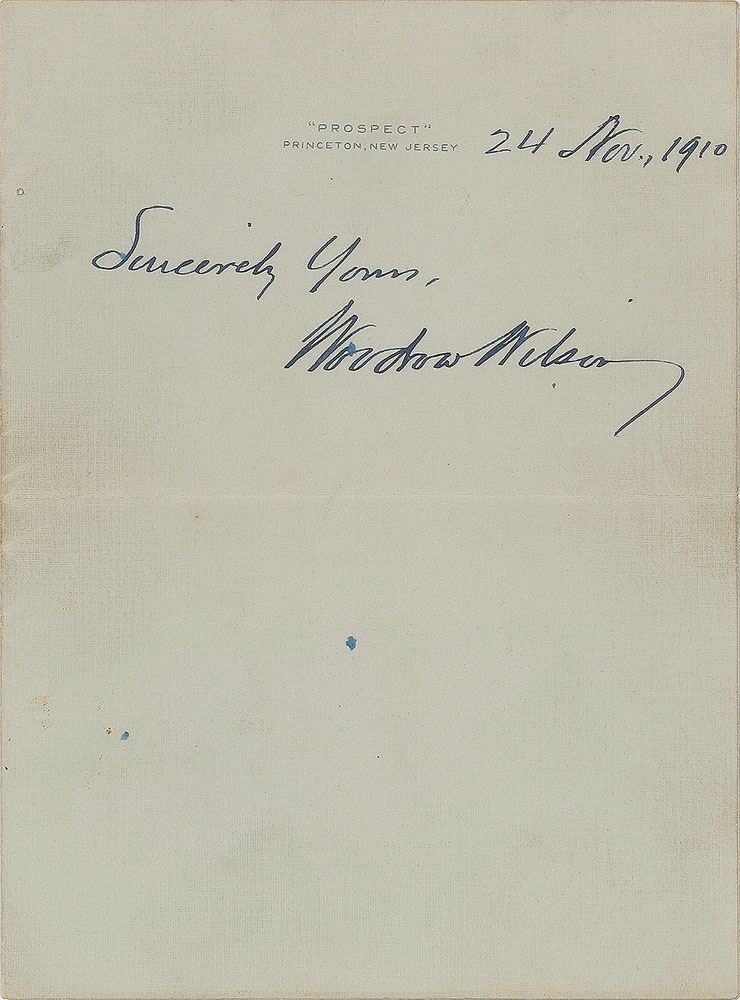 "PROSPECT"
PRINCETON, NEW JERSEY
24 Nov., 1910
Sincerely Yours,
Woodrow Wilson